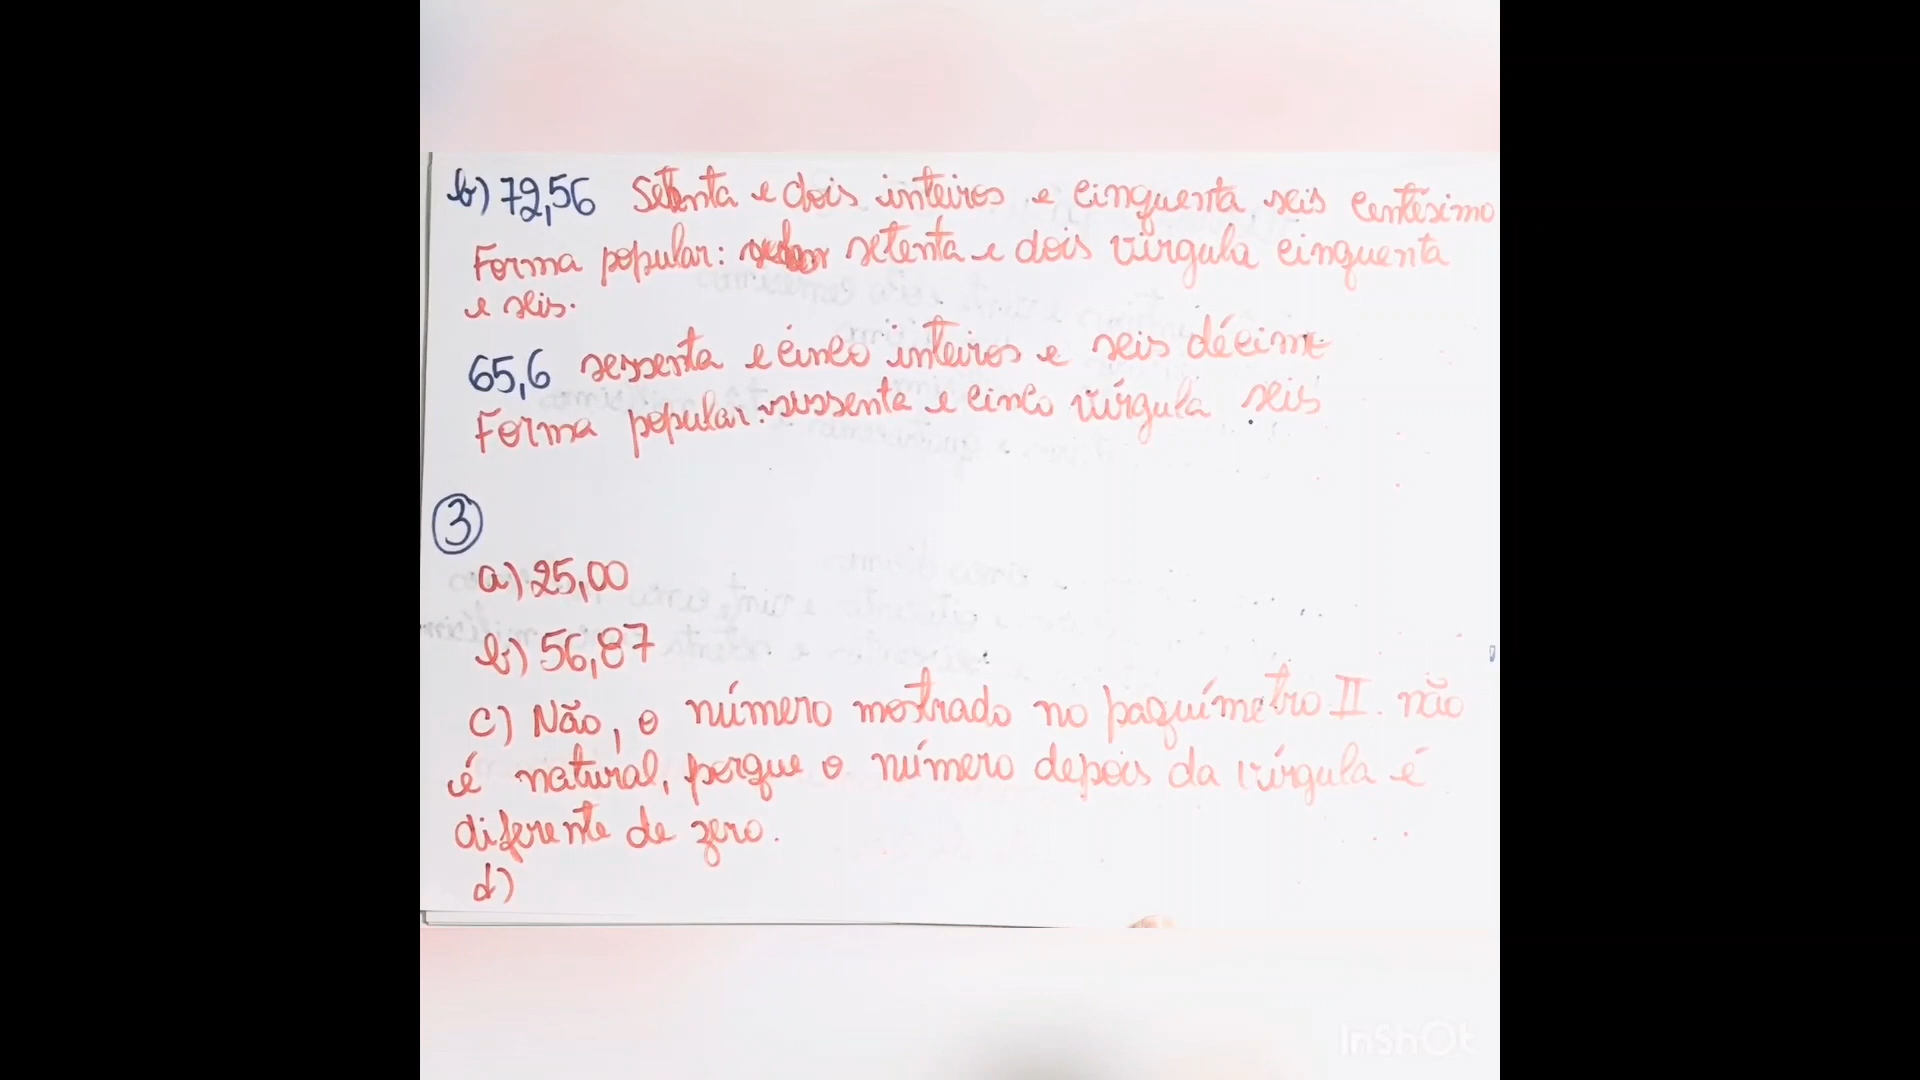 b) 72,56 Setenta e dois inteiros e cinquenta seis centésimo
Forma popular: setenta e dois vírgula cinquenta
e seis.
65,6 sessenta e cinco inteiros e seis décimo
Forma popular: sessenta e cinco vírgula seis
3
a) 25,00
b) 56,87
c) Não, o número mostrado no paquímetro II. não
é natural, porque o número depois da vírgula é
diferente de zero.
d)
InShOt